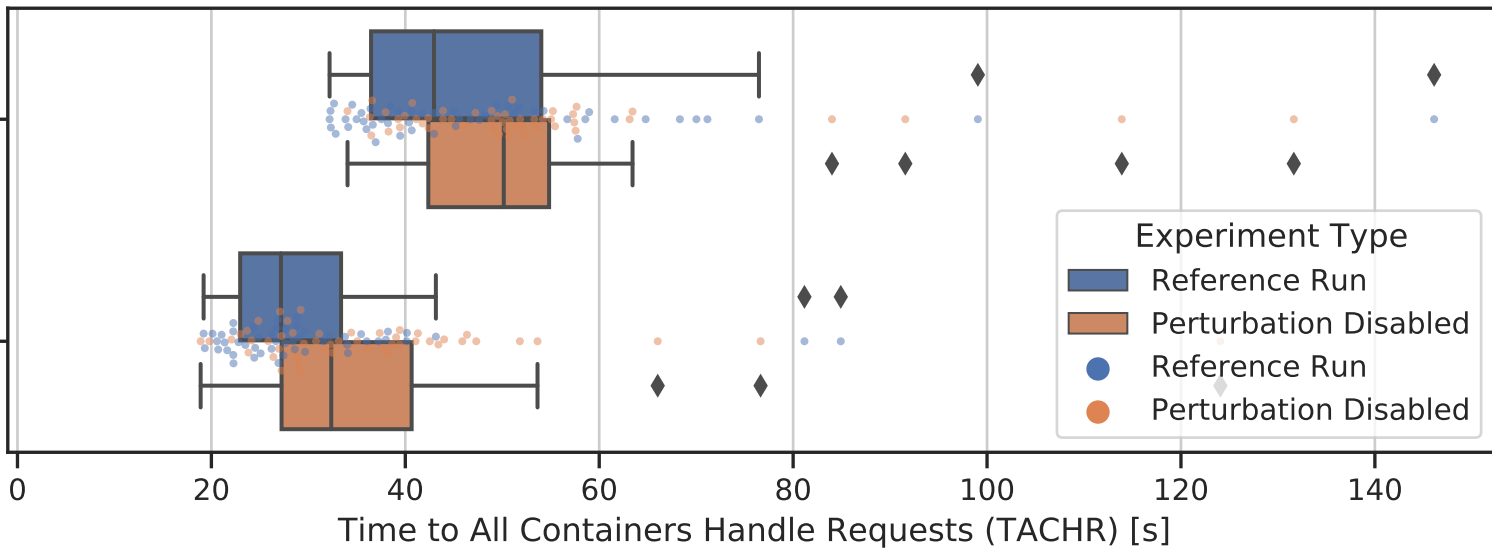 Experiment Type
Reference Run
Perturbation Disabled
Reference Run
Perturbation Disabled
0 20 40 60 80 100 120 140
Time to All Containers Handle Requests (TACHR) [s]